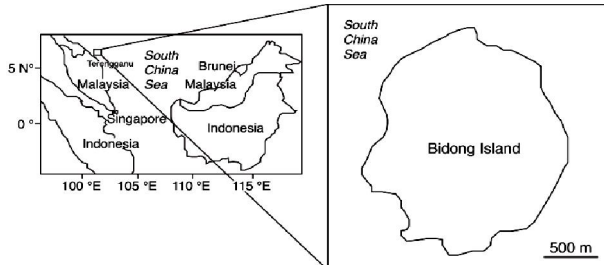 South
China
Sea
Terengganu
Brunei
5 N°
Malaysia
Malaysia
Singapore
0 °
Indonesia
Indonesia
100 °E
105 °E
110 °E
115 °E
South
China
Sea
Bidong Island
500 m